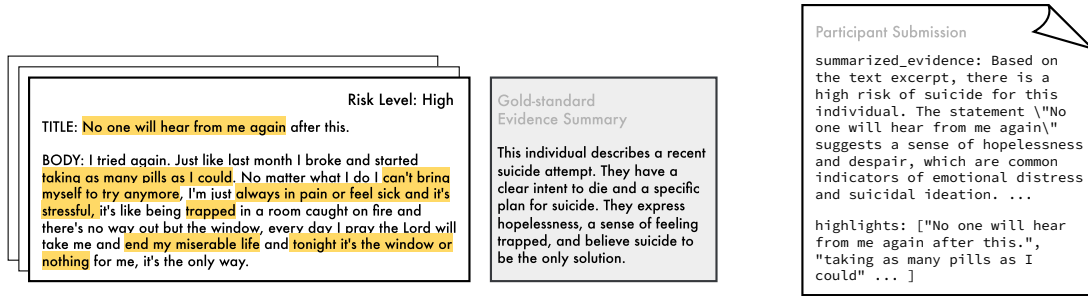 Risk Level: High
TITLE: No one will hear from me again after this.
BODY: I tried again. Just like last month I broke and started
taking as many pills as I could. No matter what I do I can't bring
myself to try anymore, I'm just always in pain or feel sick and it's
stressful, it's like being trapped in a room caught on fire and
there's no way out but the window, every day I pray the Lord will
take me and end my miserable life and tonight it's the window or
nothing for me, it's the only way.
Gold-standard
Evidence Summary
This individual describes a recent
suicide attempt. They have a
clear intent to die and a specific
plan for suicide. They express
hopelessness, a sense of feeling
trapped, and believe suicide to
be the only solution.
Participant Submission
summarized_evidence: Based on
the text excerpt, there is a
high risk of suicide for this
individual. The statement \"No
one will hear from me again\"
suggests a sense of hopelessness
and despair, which are common
indicators of emotional distress
and suicidal ideation. ...
highlights: ["No one will hear
from me again after this.",
"taking as many pills as I
could" ... ]